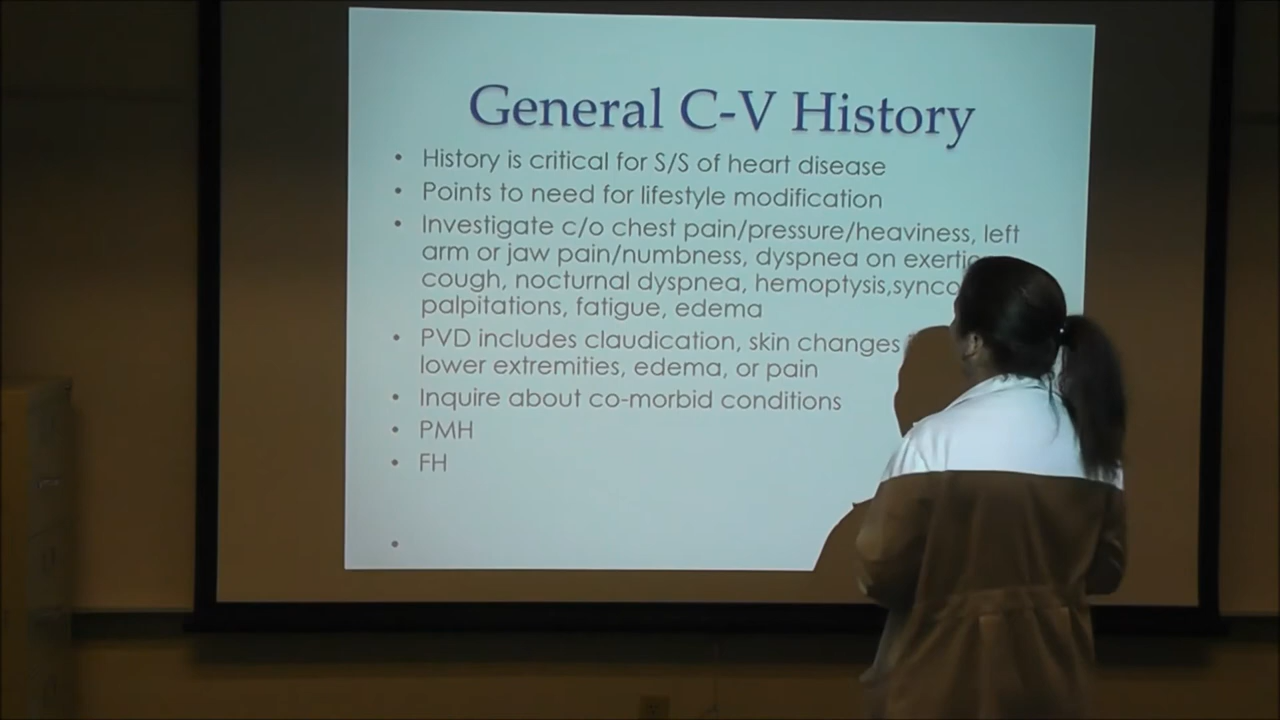 General C-V History
• History is critical for S/S of heart disease
• Points to need for lifestyle modification
• Investigate c/o chest pain/pressure/heaviness, left
arm or jaw pain/numbness, dyspnea on
cough, nocturnal dyspnea, hemoptysis,
palpitations, fatigue, edema
• PVD includes claudication, skin changes
lower extremities, edema, or pain
• Inquire about co-morbid conditions
• PMH
• FH
•